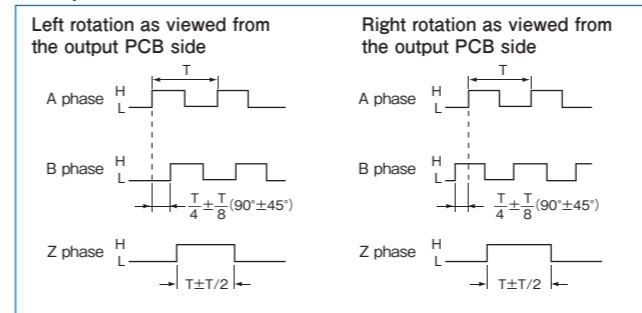 Left rotation as viewed from
the output PCB side
T
A phase H
L
B phase H
L
T/4±T/8(90°±45°)
Z phase H
L
T±T/2
Right rotation as viewed from
the output PCB side
T
A phase H
L
B phase H
L
T/4±T/8(90°±45°)
Z phase H
L
T±T/2